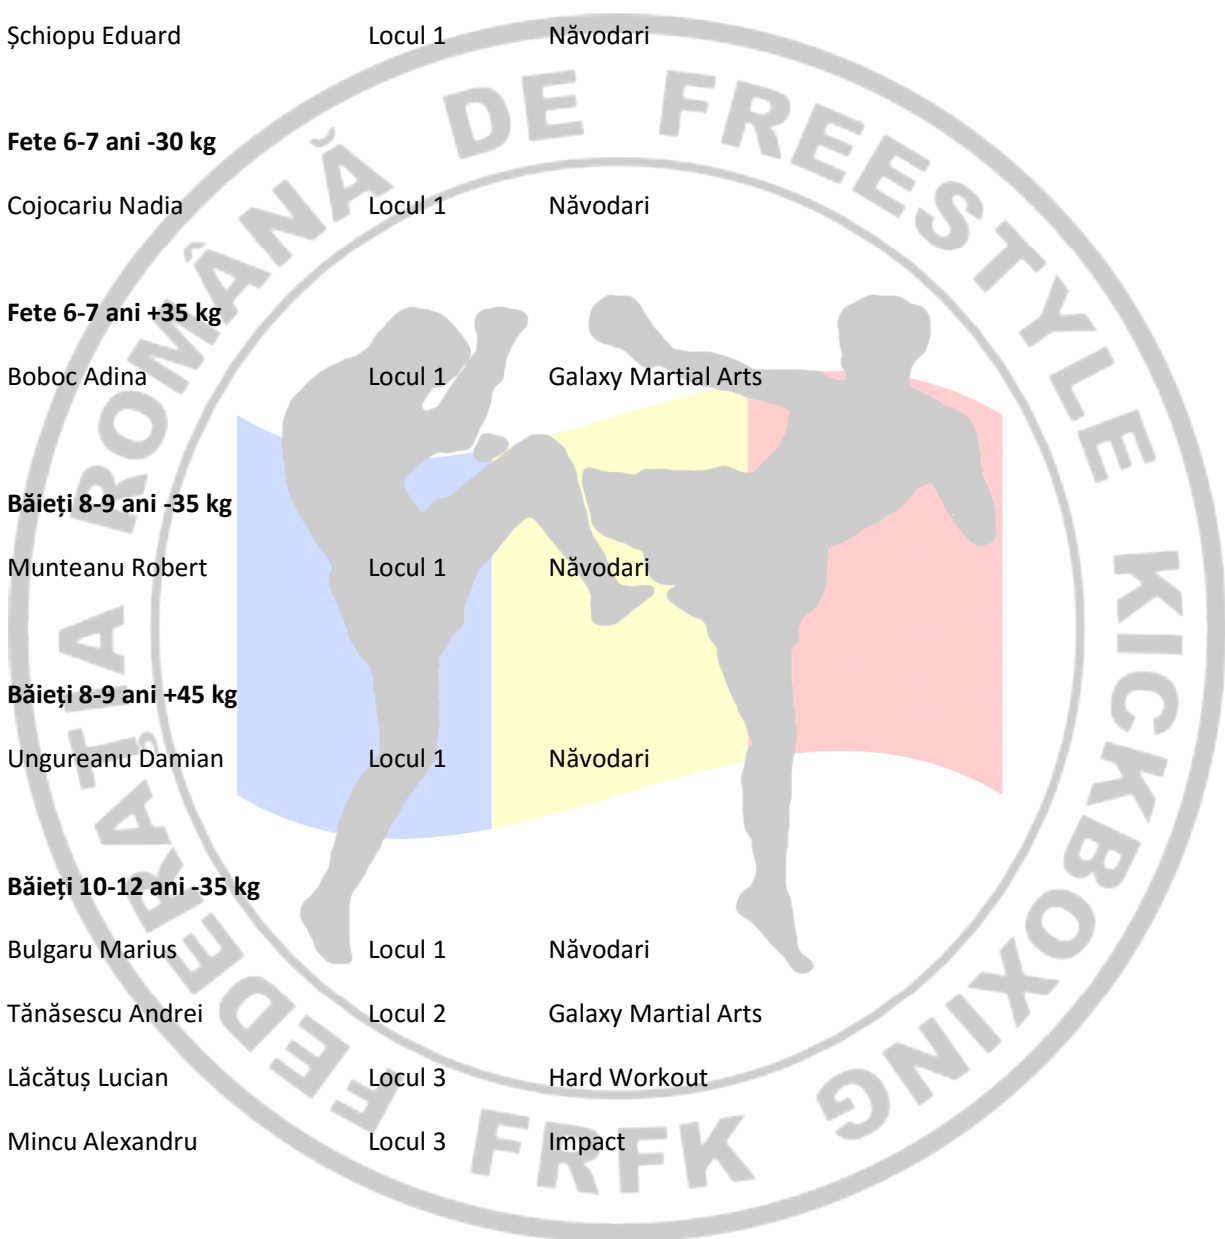 Șchiopu Eduard Locul 1 Năvodari
Fete 6-7 ani -30 kg
Cojocariu Nadia Locul 1 Năvodari
Fete 6-7 ani +35 kg
Boboc Adina Locul 1 Galaxy Martial Arts
Băieți 8-9 ani -35 kg
Munteanu Robert Locul 1 Năvodari
Băieți 8-9 ani +45 kg
Ungureanu Damian Locul 1 Năvodari
Băieți 10-12 ani -35 kg
Bulgaru Marius Locul 1 Năvodari
Tănăsescu Andrei Locul 2 Galaxy Martial Arts
Lăcătuș Lucian Locul 3 Hard Workout
Mincu Alexandru Locul 3 Impact
FEDERAȚIA ROMÂNĂ DE FREESTYLE KICKBOXING
FRFK